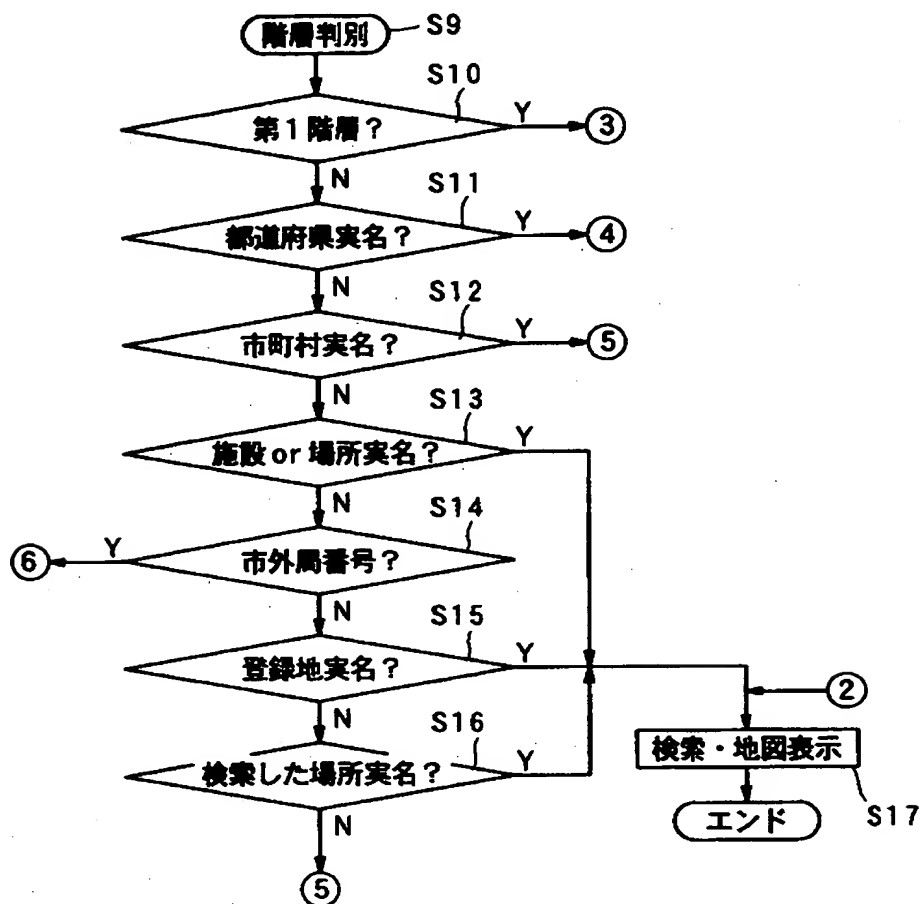 階層判別 S9
S10
第1階層? Y ③
N
S11
都道府県実名? Y ④
N
S12
市町村実名? Y ⑤
N
S13
施設or場所実名? Y
N
S14
⑥ Y 市外局番号?
N
S15
登録地実名? Y
②
N
S16
検索した場所実名? Y
検索・地図表示
S17
N
エンド
⑤